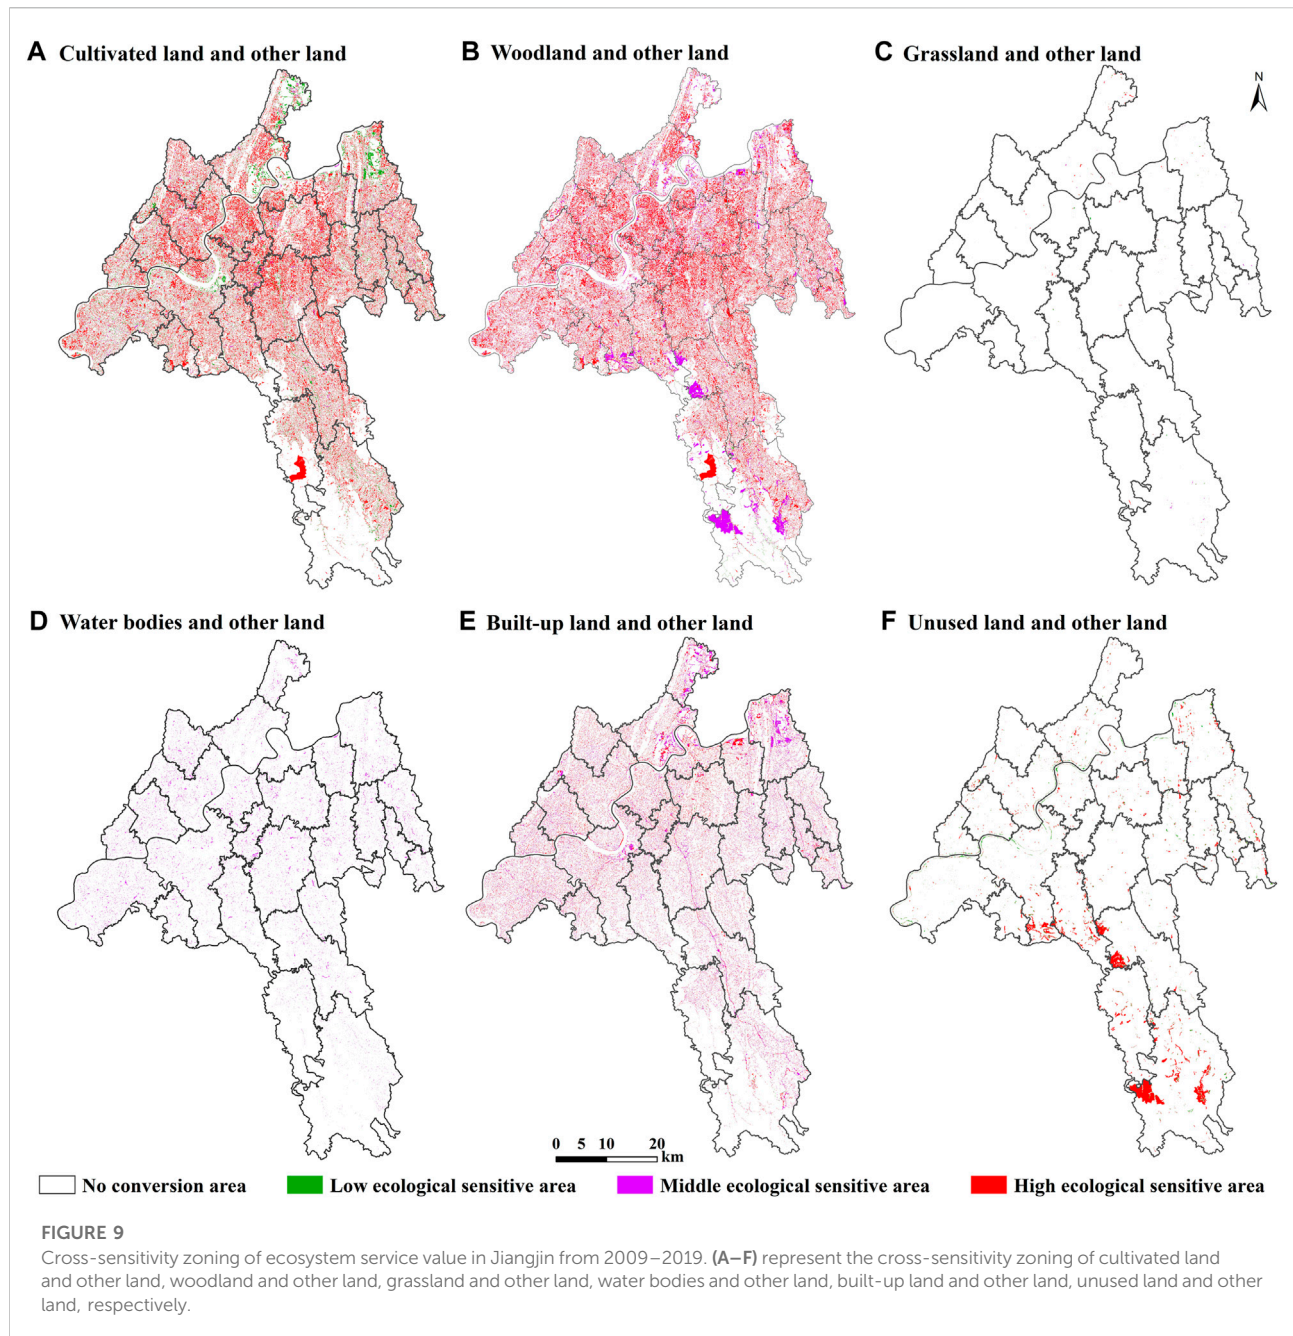 A Cultivated land and other land
B Woodland and other land
C Grassland and other land
N
D Water bodies and other land
E Built-up land and other land
F Unused land and other land
0 5 10 20
km
No conversion area
Low ecological sensitive area
Middle ecological sensitive area
High ecological sensitive area
FIGURE 9
Cross-sensitivity zoning of ecosystem service value in Jiangjin from 2009–2019. (A–F) represent the cross-sensitivity zoning of cultivated land
and other land, woodland and other land, grassland and other land, water bodies and other land, built-up land and other land, unused land and other
land, respectively.